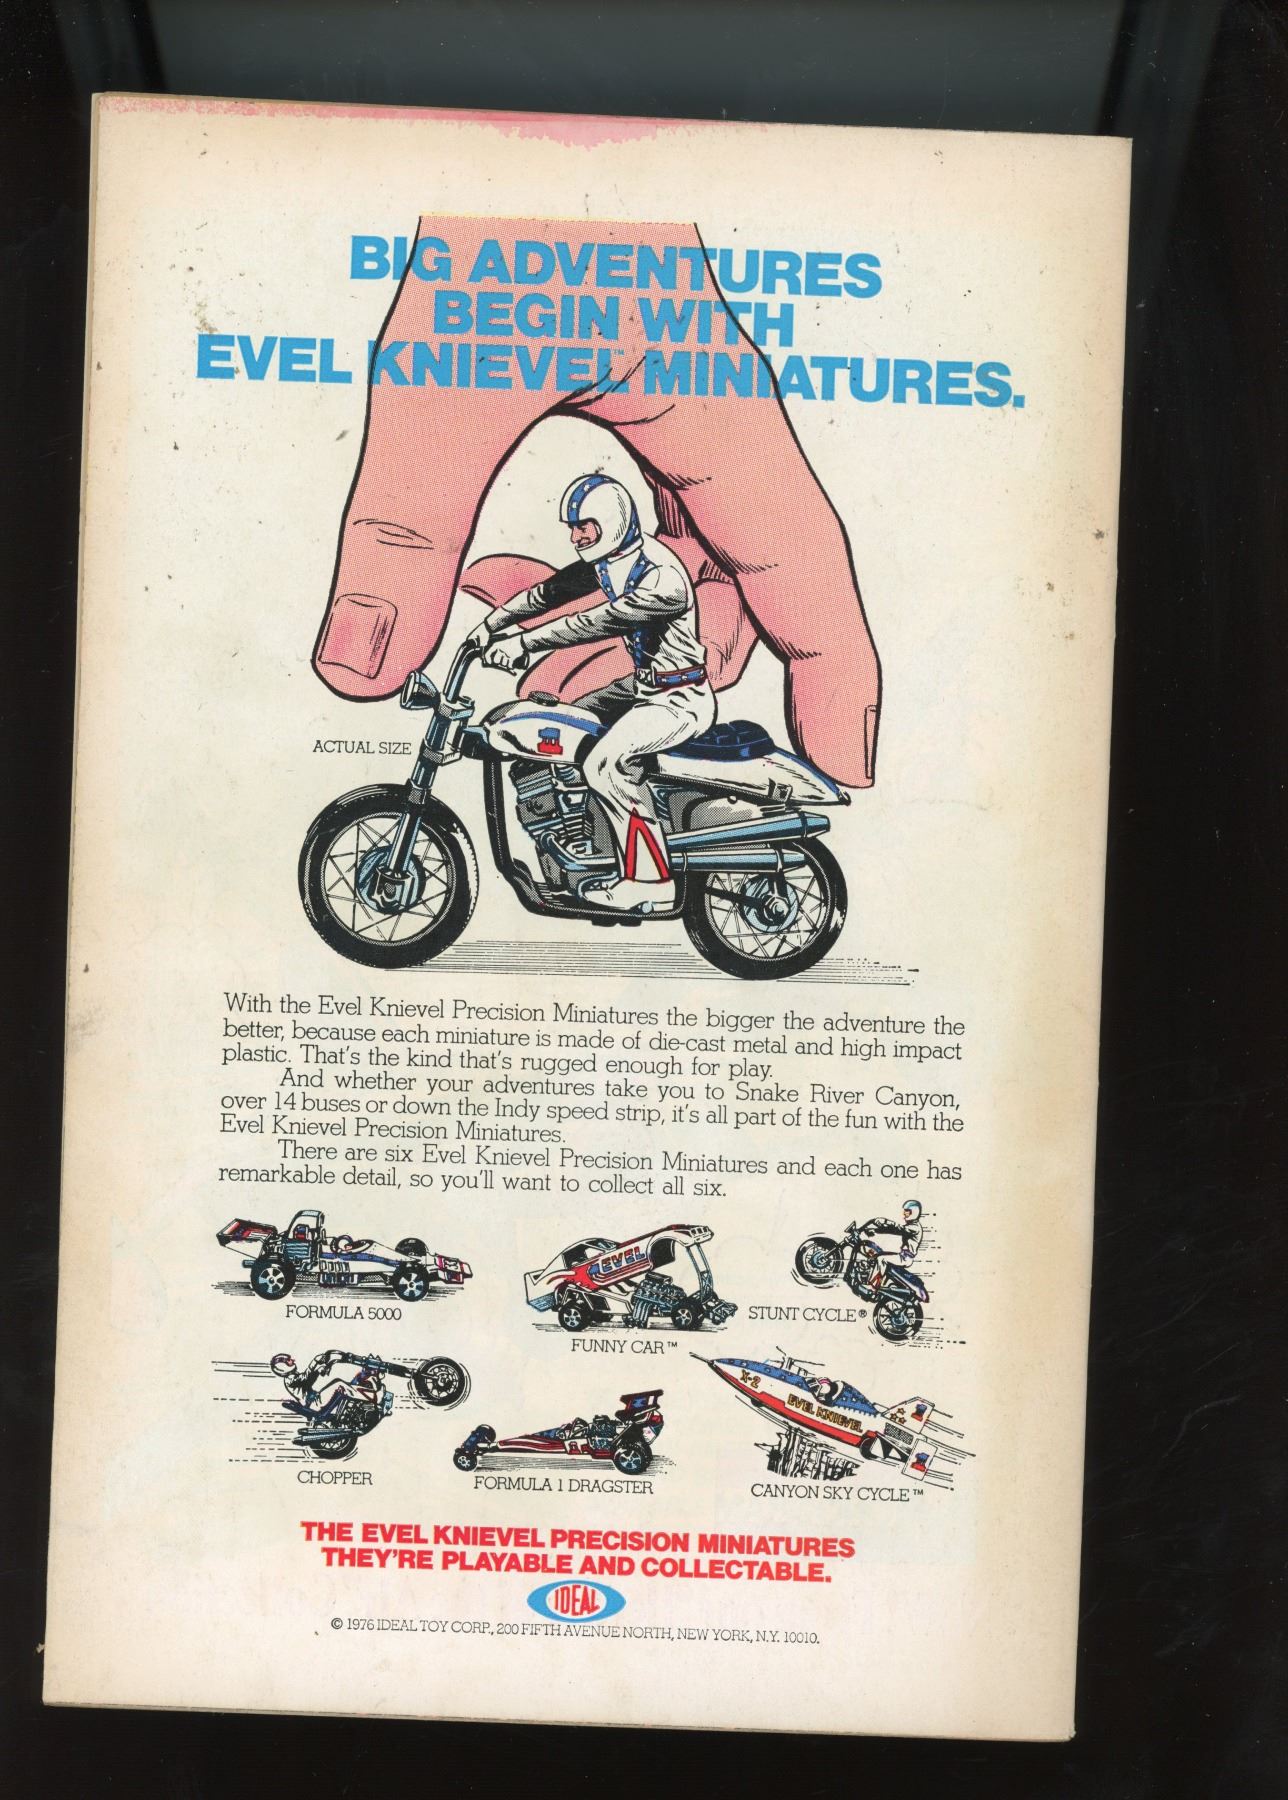 BIG ADVENTURES
BEGIN WITH
EVEL KNIEVEL™ MINIATURES.
ACTUAL SIZE
With the Evel Knievel Precision Miniatures the bigger the adventure the
better, because each miniature is made of die-cast metal and high impact
plastic. That's the kind that's rugged enough for play.
And whether your adventures take you to Snake River Canyon,
over 14 buses or down the Indy speed strip, it's all part of the fun with the
Evel Knievel Precision Miniatures.
There are six Evel Knievel Precision Miniatures and each one has
remarkable detail, so you'll want to collect all six.
FORMULA 5000
EVEL
FUNNY CAR™
STUNT CYCLE®
CHOPPER
FORMULA 1 DRAGSTER
X-2
EVEL KNIEVEL
CANYON SKY CYCLE™
THE EVEL KNIEVEL PRECISION MINIATURES
THEY'RE PLAYABLE AND COLLECTABLE.
IDEAL
© 1976 IDEAL TOY CORP., 200 FIFTH AVENUE NORTH, NEW YORK, N.Y. 10010.